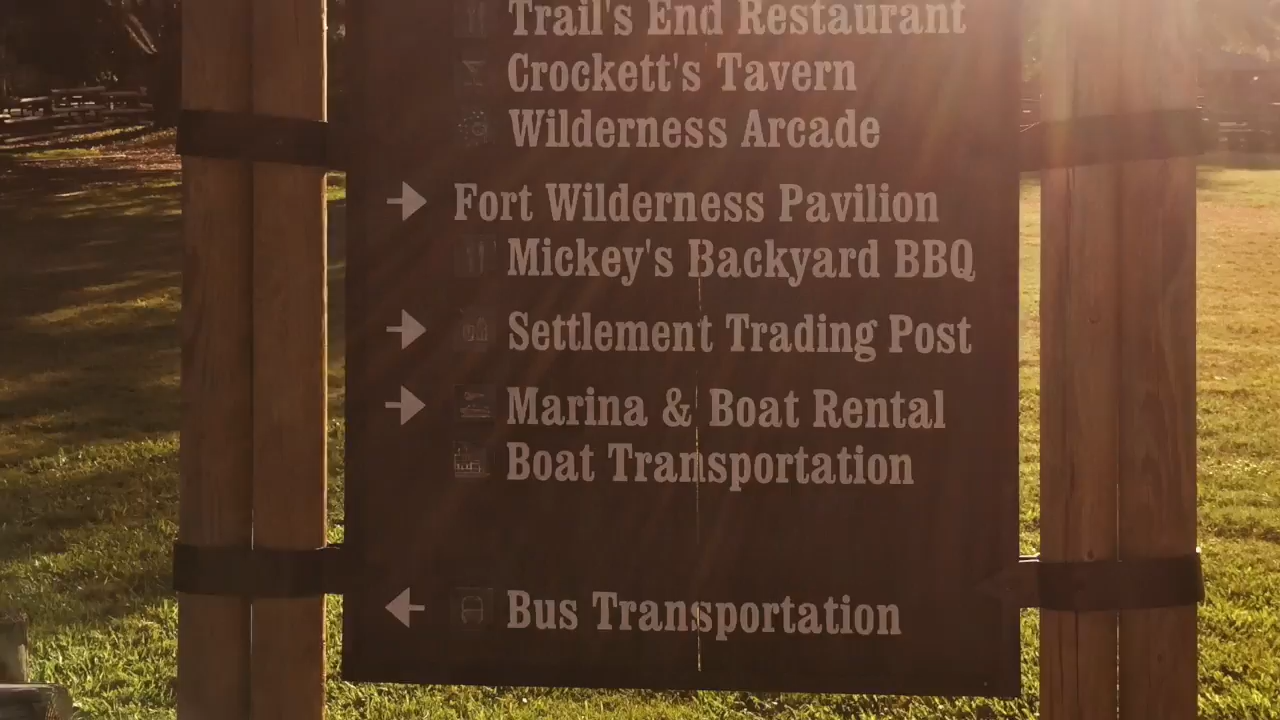 Trail's End Restaurant
Crockett's Tavern
Wilderness Arcade
Fort Wilderness Pavilion
Mickey's Backyard BBQ
Settlement Trading Post
Marina & Boat Rental
Boat Transportation
Bus Transportation